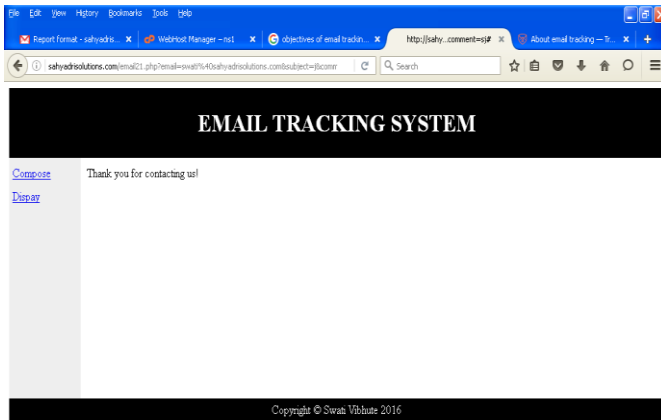 File Edit View History Bookmarks Tools Help
Report format - sahyadris... WebHost Manager – ns1 objectives of email trackin... http://sahy...comment=sj# About email tracking — Tr...
sahyadrisolutions.com/email21.php?email=swati%40sahyadrisolutions.com&subject=j&comm Search
EMAIL TRACKING SYSTEM
Compose Thank you for contacting us!
Dispay
Copyright © Swati Vibhute 2016